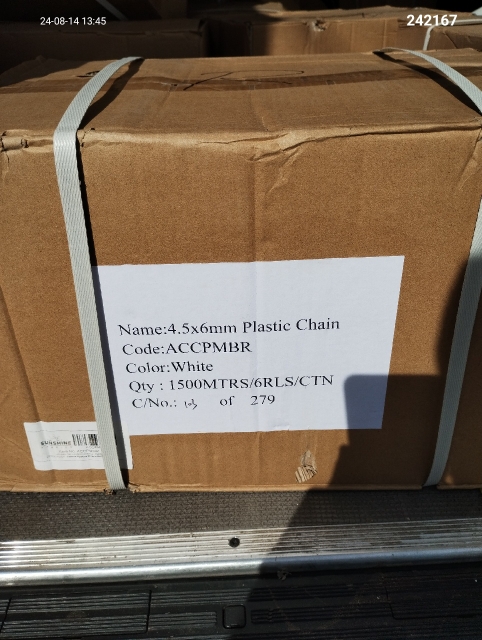 24-08-14 13:45
242167
Name:4.5x6mm Plastic Chain
Code:ACCPMBR
Color:White
Qty : 1500MTRS/6RLS/CTN
C/No.: of 279
SUNSHINE